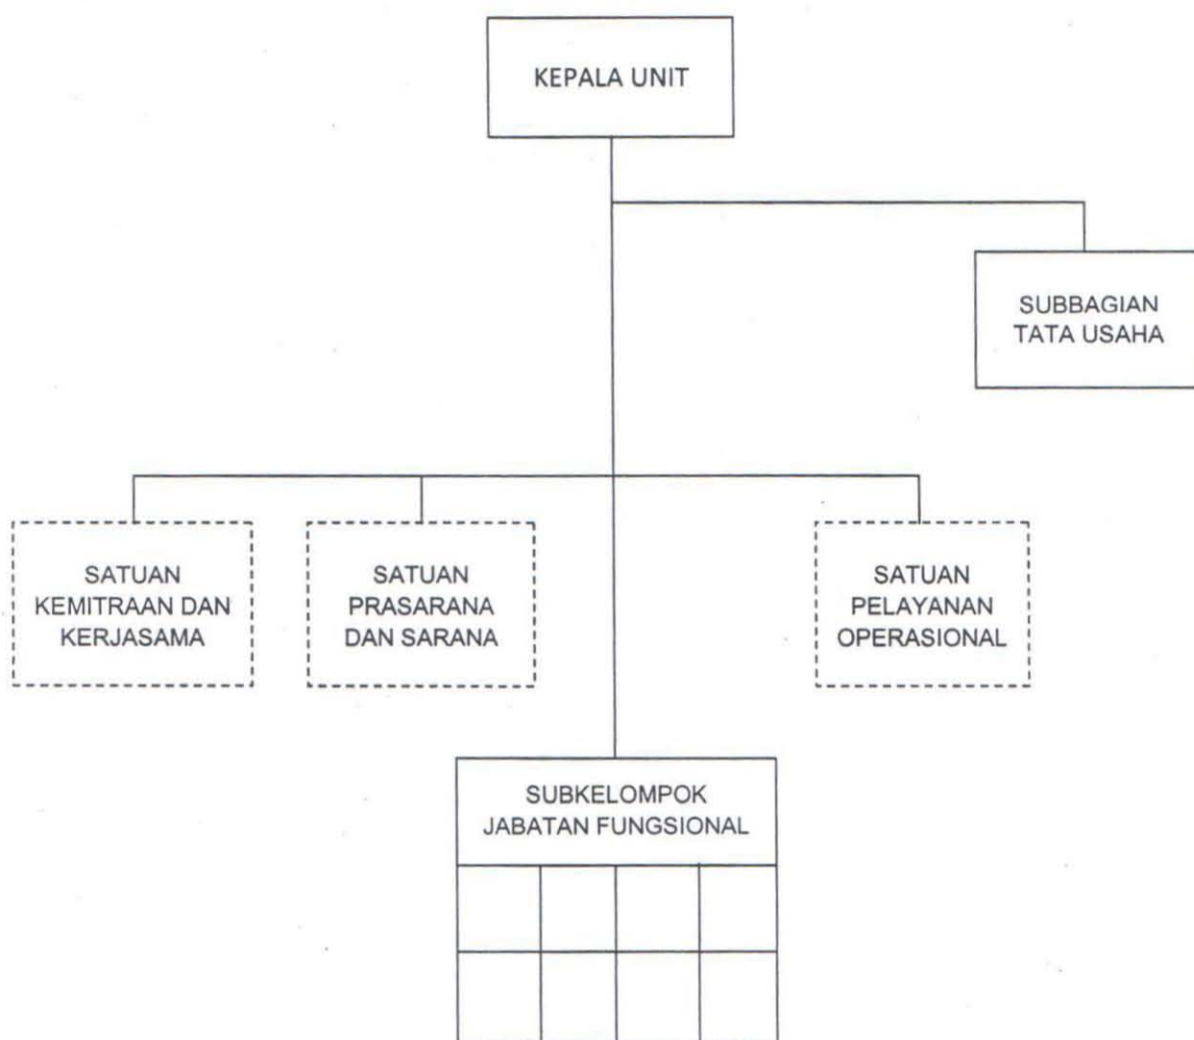 KEPALA UNIT
SUBBAGIAN
TATA USAHA
SATUAN
KEMITRAAN DAN
KERJASAMA
SATUAN
PRASARANA
DAN SARANA
SATUAN
PELAYANAN
OPERASIONAL
SUBKELOMPOK
JABATAN FUNGSIONAL